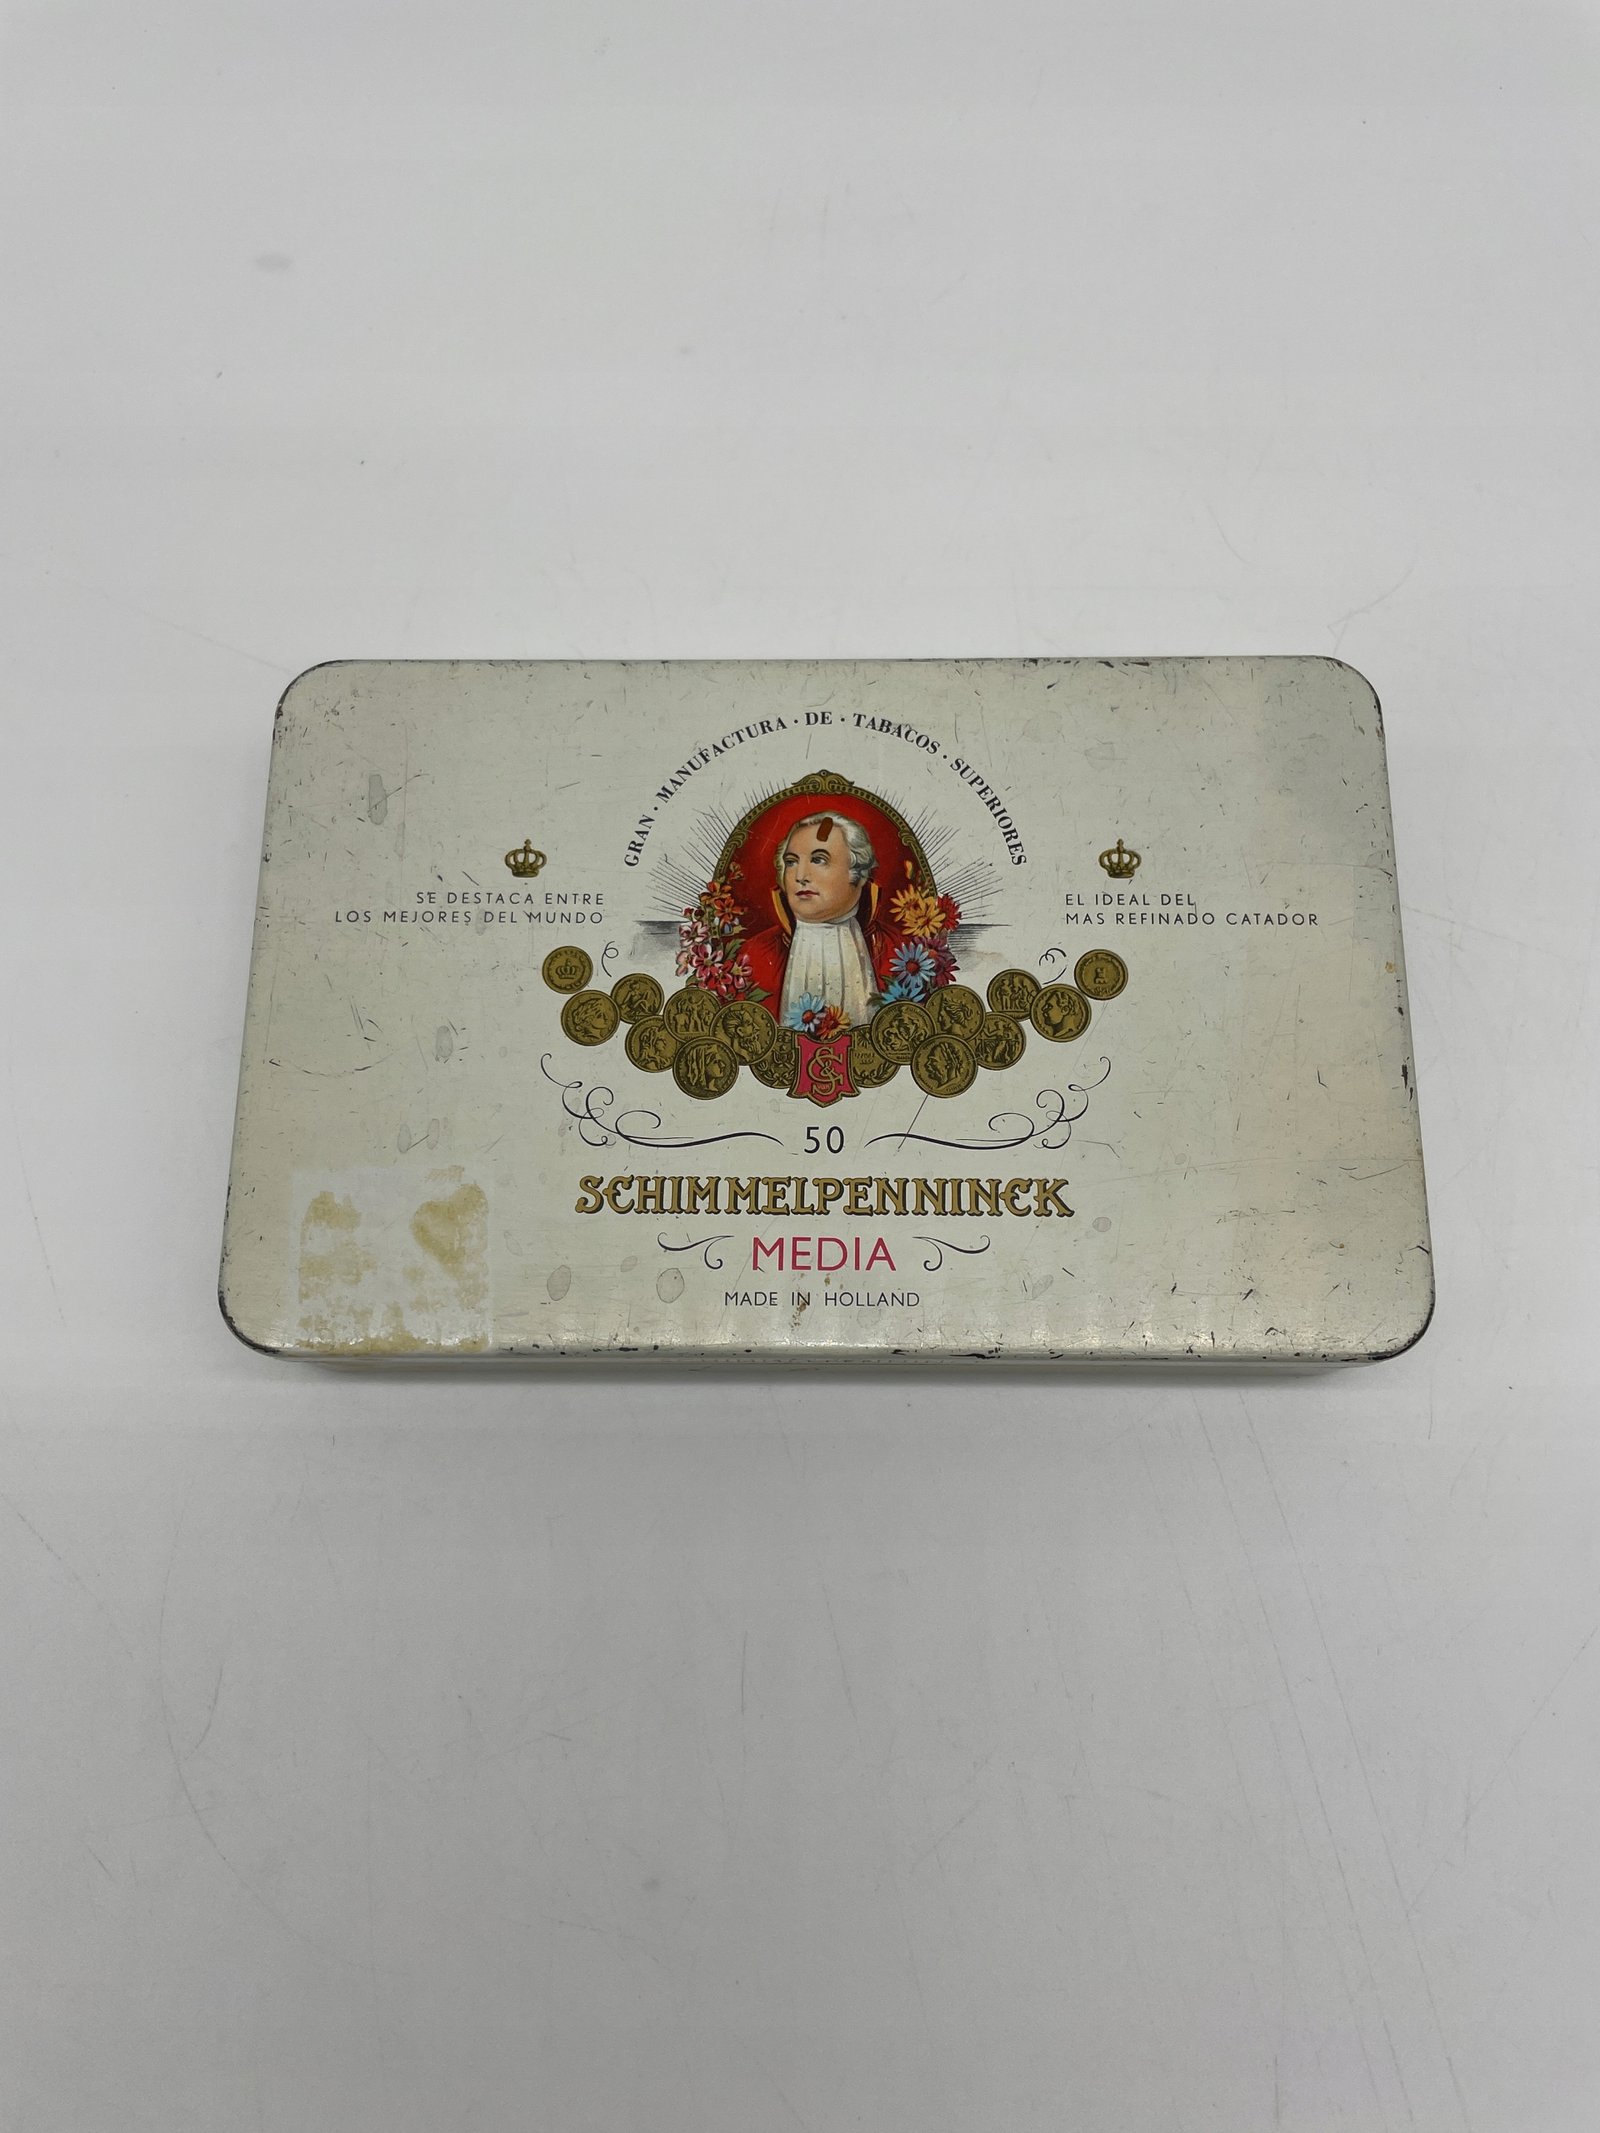 GRAN · MANUFACTURA · DE · TABACOS · SUPERIORES
SE DESTACA ENTRE
LOS MEJORES DEL MUNDO
EL IDEAL DEL
MAS REFINADO CATADOR
S&G
50
SCHIMMELPENNINCK
MEDIA
MADE IN HOLLAND